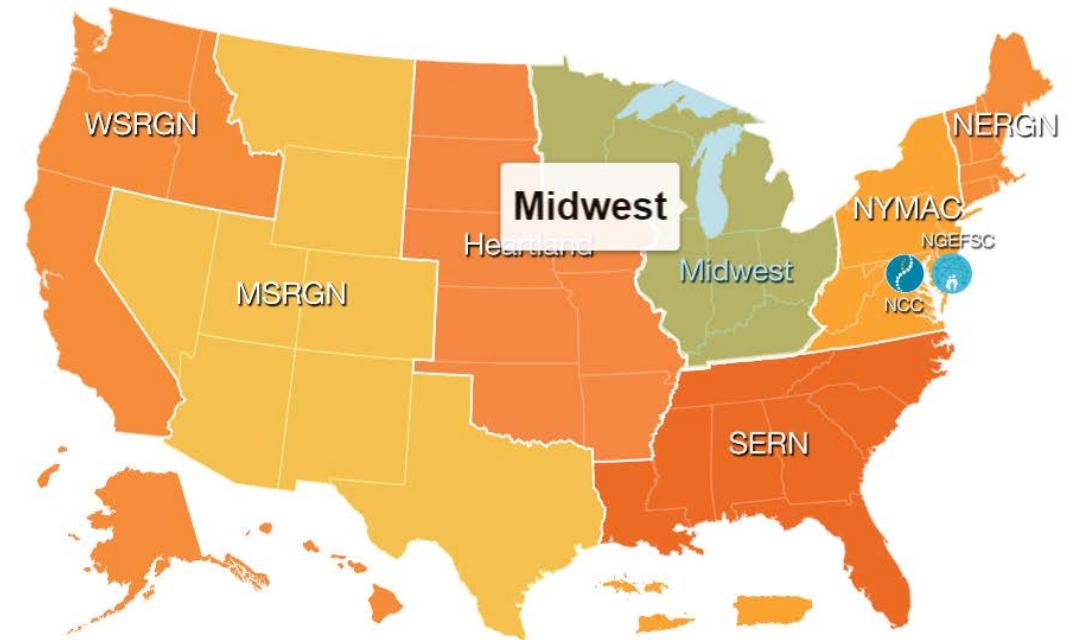 WSRGN
NERGN
Midwest
NYMAC
Heartland
NGEFSC
Midwest
MSRGN
NCC
SERN